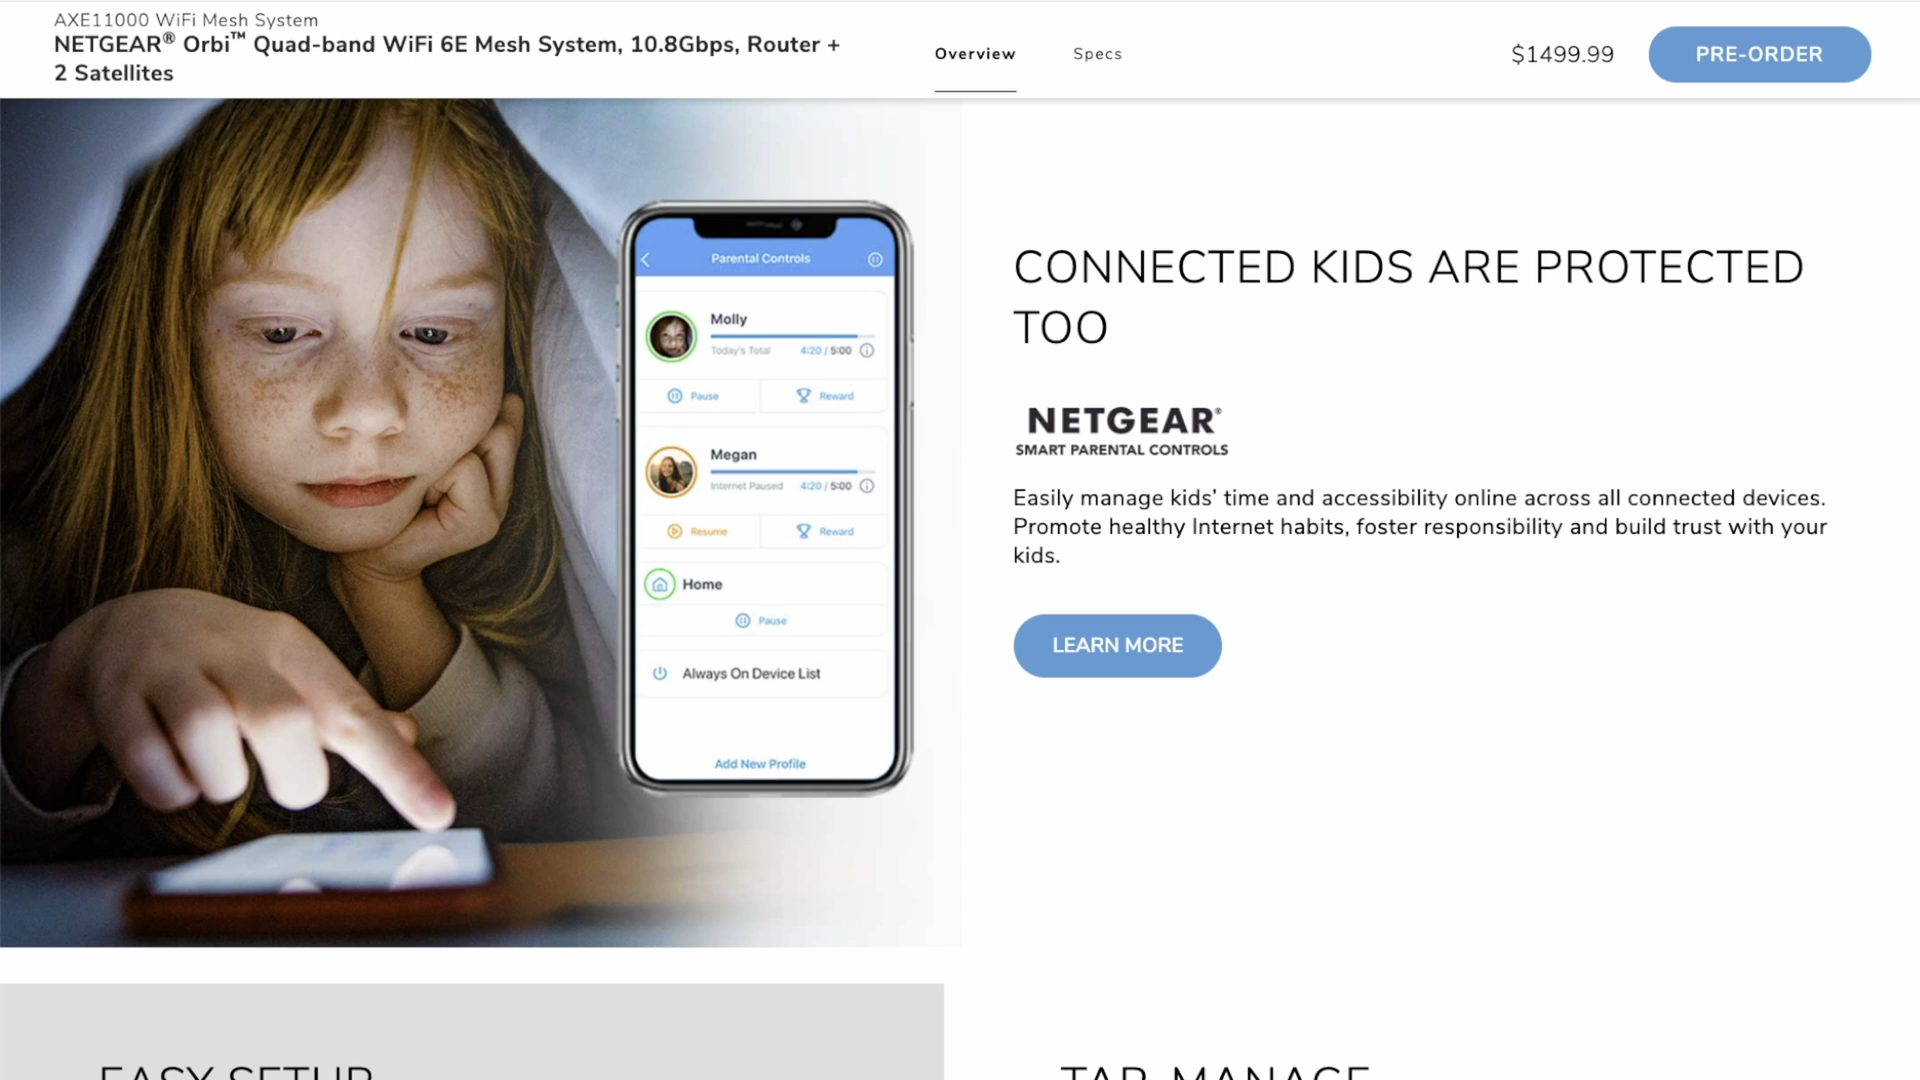 AXE11000 WiFi Mesh System
NETGEAR® Orbi™ Quad-band WiFi 6E Mesh System, 10.8Gbps, Router +
2 Satellites
Overview
Specs
$1499.99
PRE-ORDER
Parental Controls
Molly
Today's Total 4:20 / 5:00
Pause
Reward
Megan
Internet Paused 4:20 / 5:00
Resume
Reward
Home
Pause
Always On Device List
Add New Profile
CONNECTED KIDS ARE PROTECTED
TOO
NETGEAR®
SMART PARENTAL CONTROLS
Easily manage kids’ time and accessibility online across all connected devices.
Promote healthy Internet habits, foster responsibility and build trust with your
kids.
LEARN MORE
EASY SETUP
TAP, MANAGE